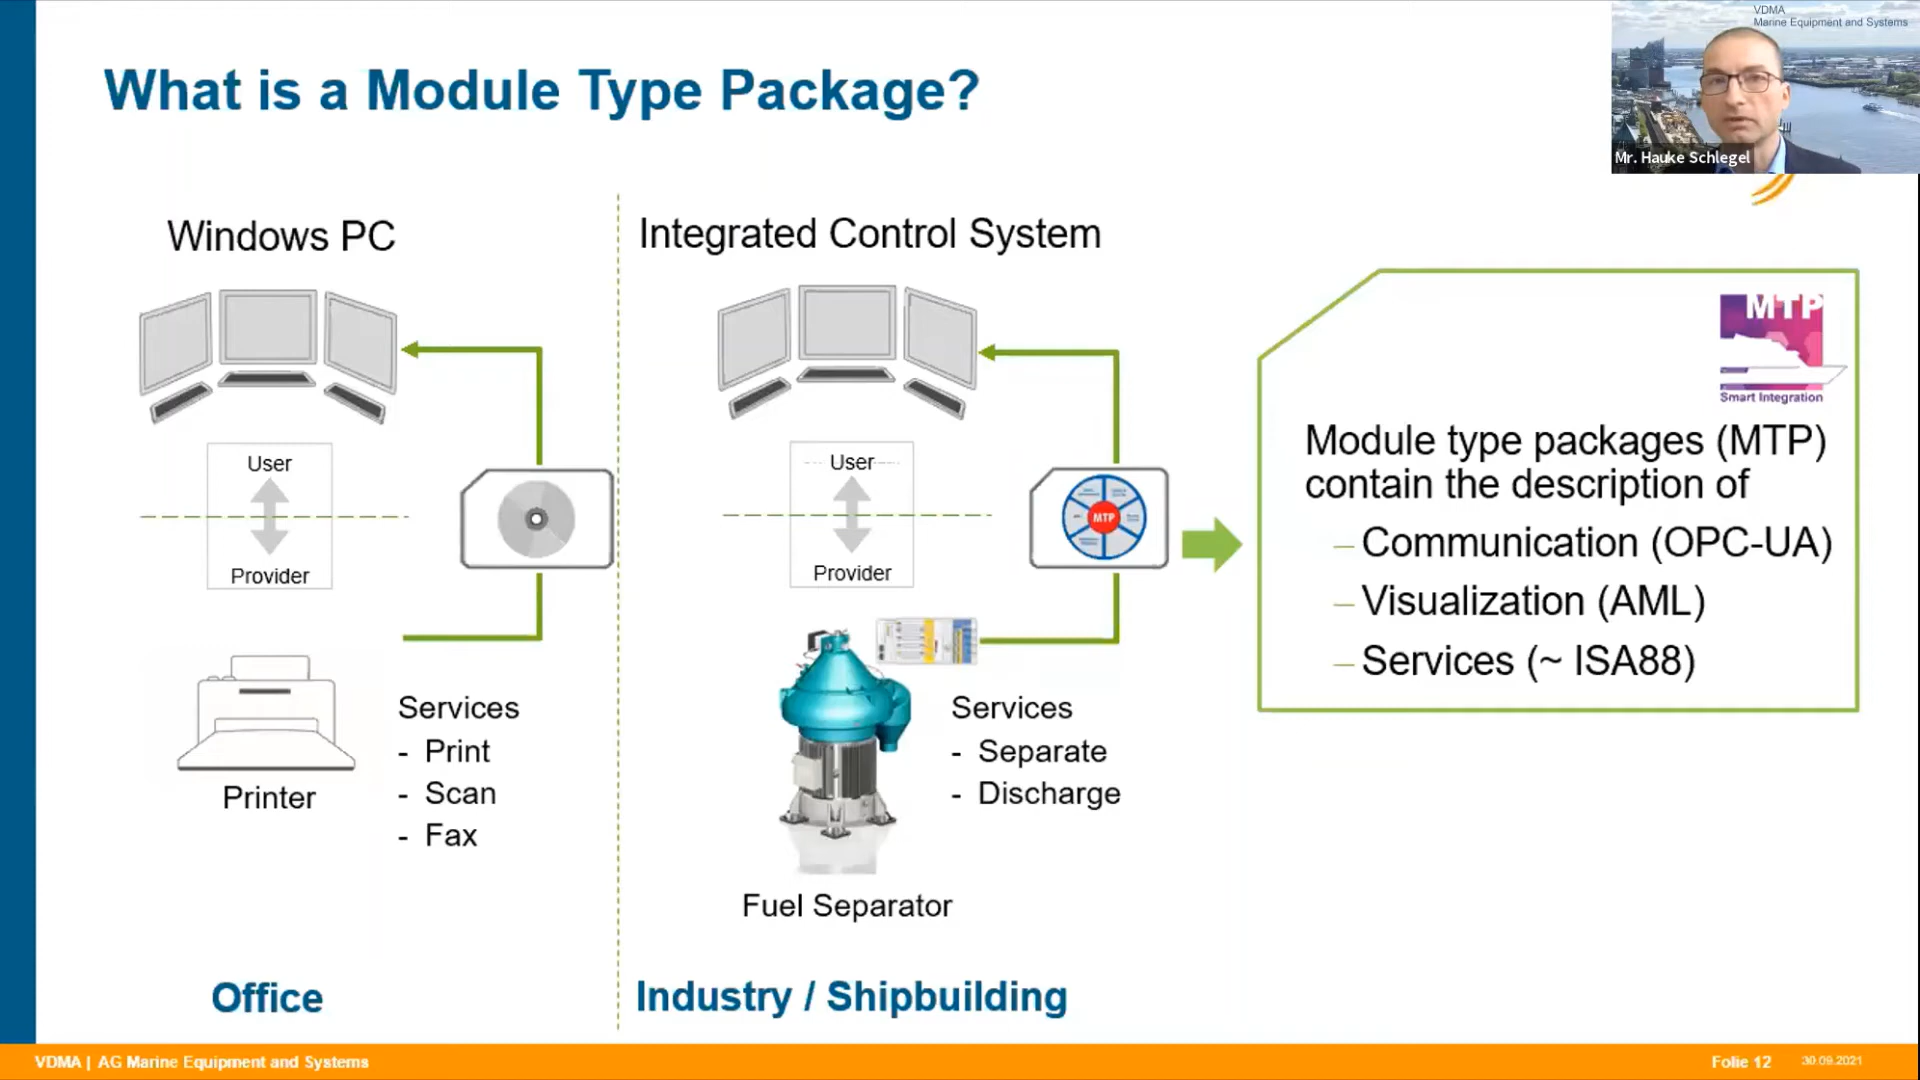 VDMA
Marine Equipment and Systems
Mr. Hauke Schlegel
What is a Module Type Package?
Windows PC
User
Provider
Printer
Services
- Print
- Scan
- Fax
Office
Integrated Control System
User
Provider
MTP
Services
- Separate
- Discharge
Fuel Separator
Industry / Shipbuilding
MTP
Smart Integration
Module type packages (MTP)
contain the description of
– Communication (OPC-UA)
– Visualization (AML)
– Services (~ ISA88)
VDMA | AG Marine Equipment and Systems
Folie 12
30.09.2021